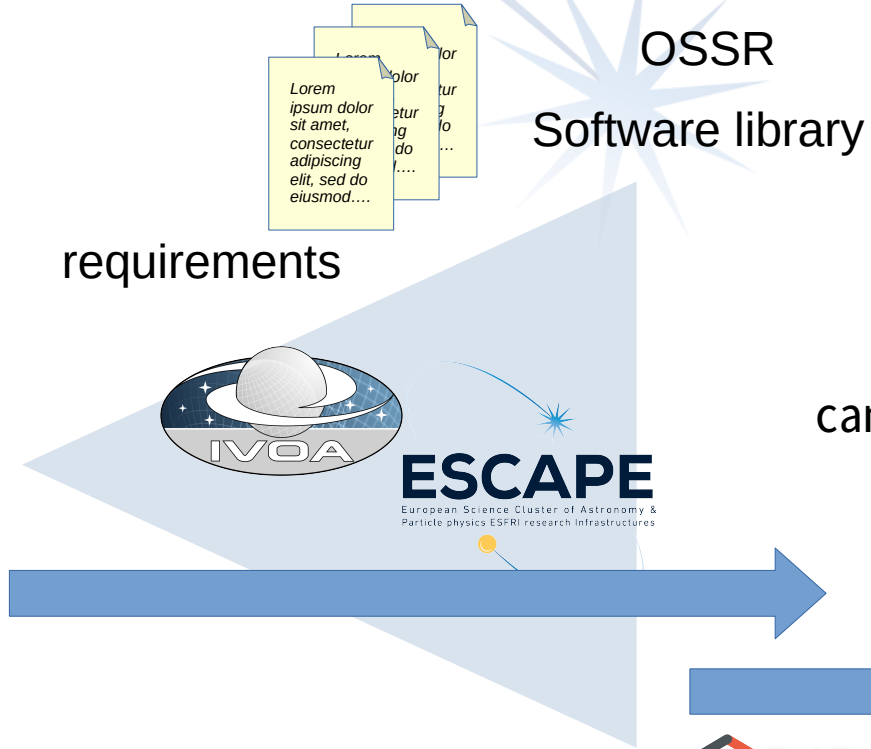 OSSR
Software library
Lorem
ipsum dolor
sit amet,
consectetur
adipiscing
elit, sed do
eiusmod….
requirements
IVOA
ESCAPE
European Science Cluster of Astronomy &
Particle physics ESFRI research Infrastructures